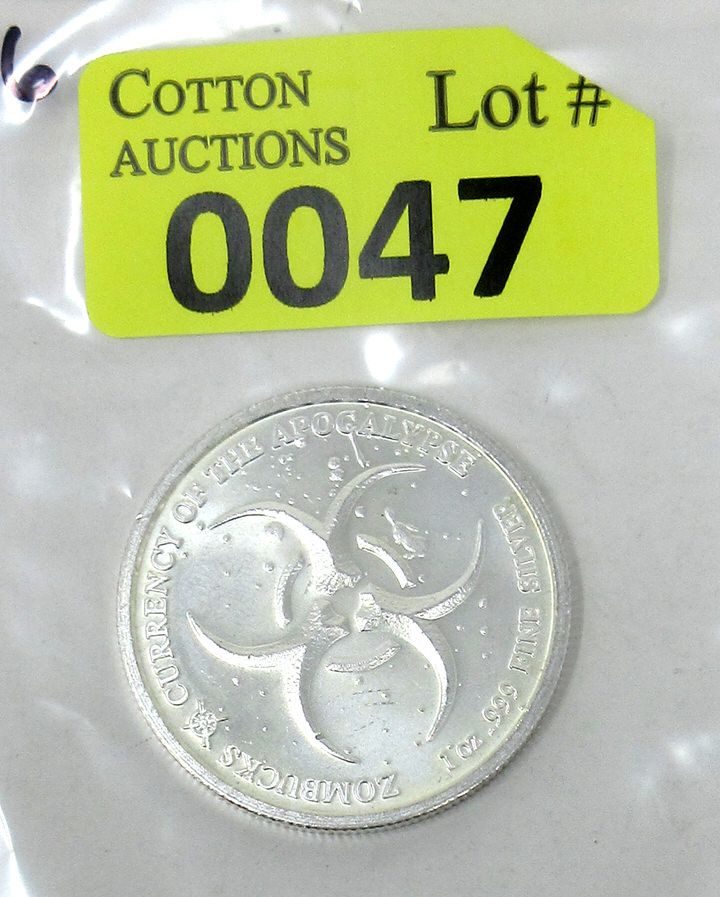 COTTON
AUCTIONS
Lot #
0047
ZOMBUCKS CURRENCY OF THE APOCALYPSE
1 oz. .999 FINE SILVER